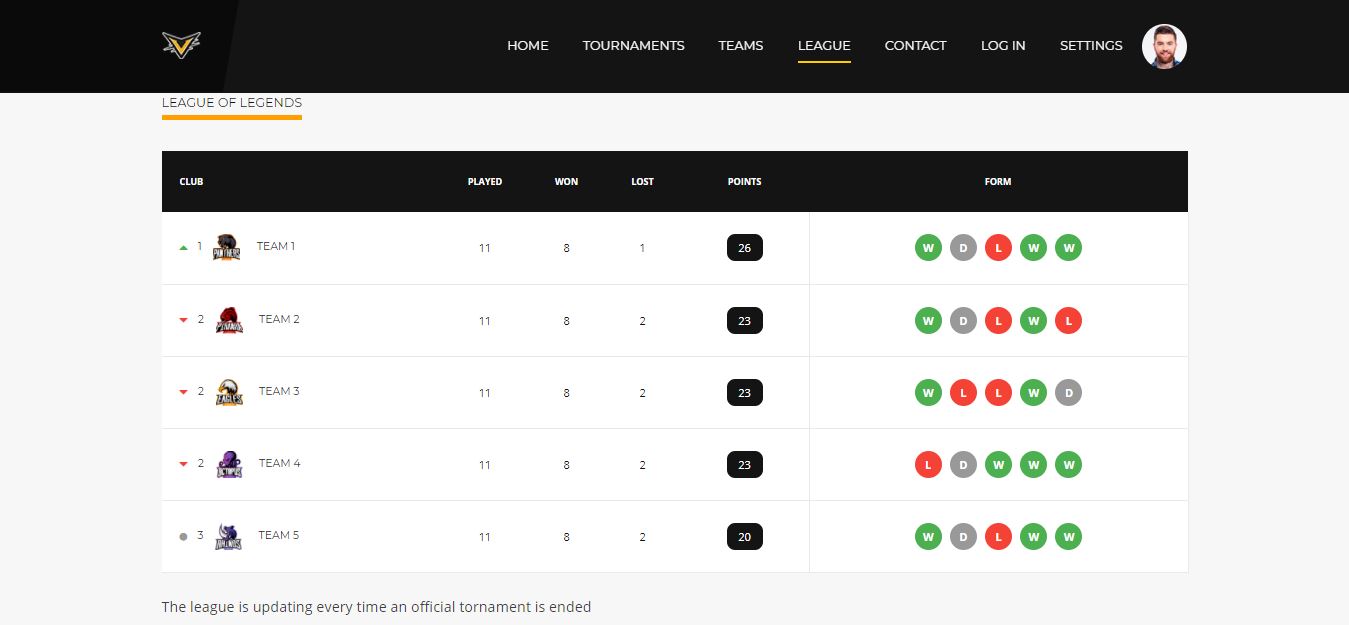 HOME TOURNAMENTS TEAMS LEAGUE CONTACT LOG IN SETTINGS
LEAGUE OF LEGENDS
CLUB PLAYED WON LOST POINTS FORM
1 PANTHERS TEAM 1 11 8 1 26 W D L W W
2 TEAM 2 11 8 2 23 W D L W L
2 EAGLES TEAM 3 11 8 2 23 W L L W D
2 OCTOPUS TEAM 4 11 8 2 23 L D W W W
3 TEAM 5 11 8 2 20 W D L W W
The league is updating every time an official tornament is ended